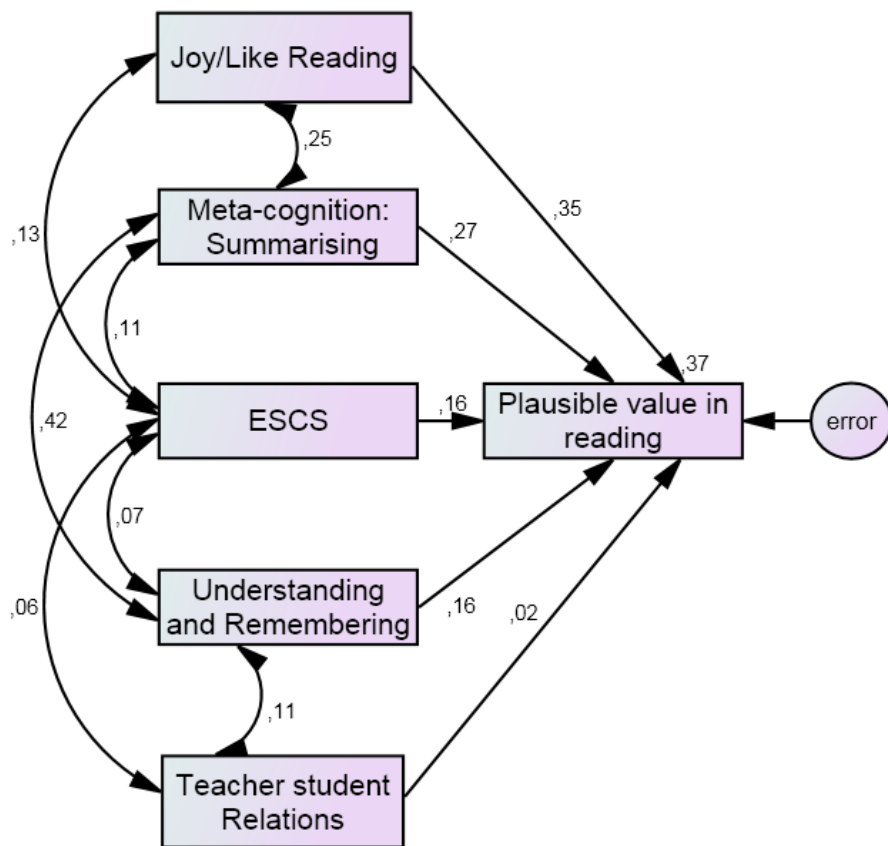 Joy/Like Reading
,25
,35
,13
Meta-cognition:
Summarising
,27
,11
,37
,42
ESCS
,16
Plausible value in
reading
error
,07
,06
Understanding
and Remembering
,16
,02
,11
Teacher student
Relations